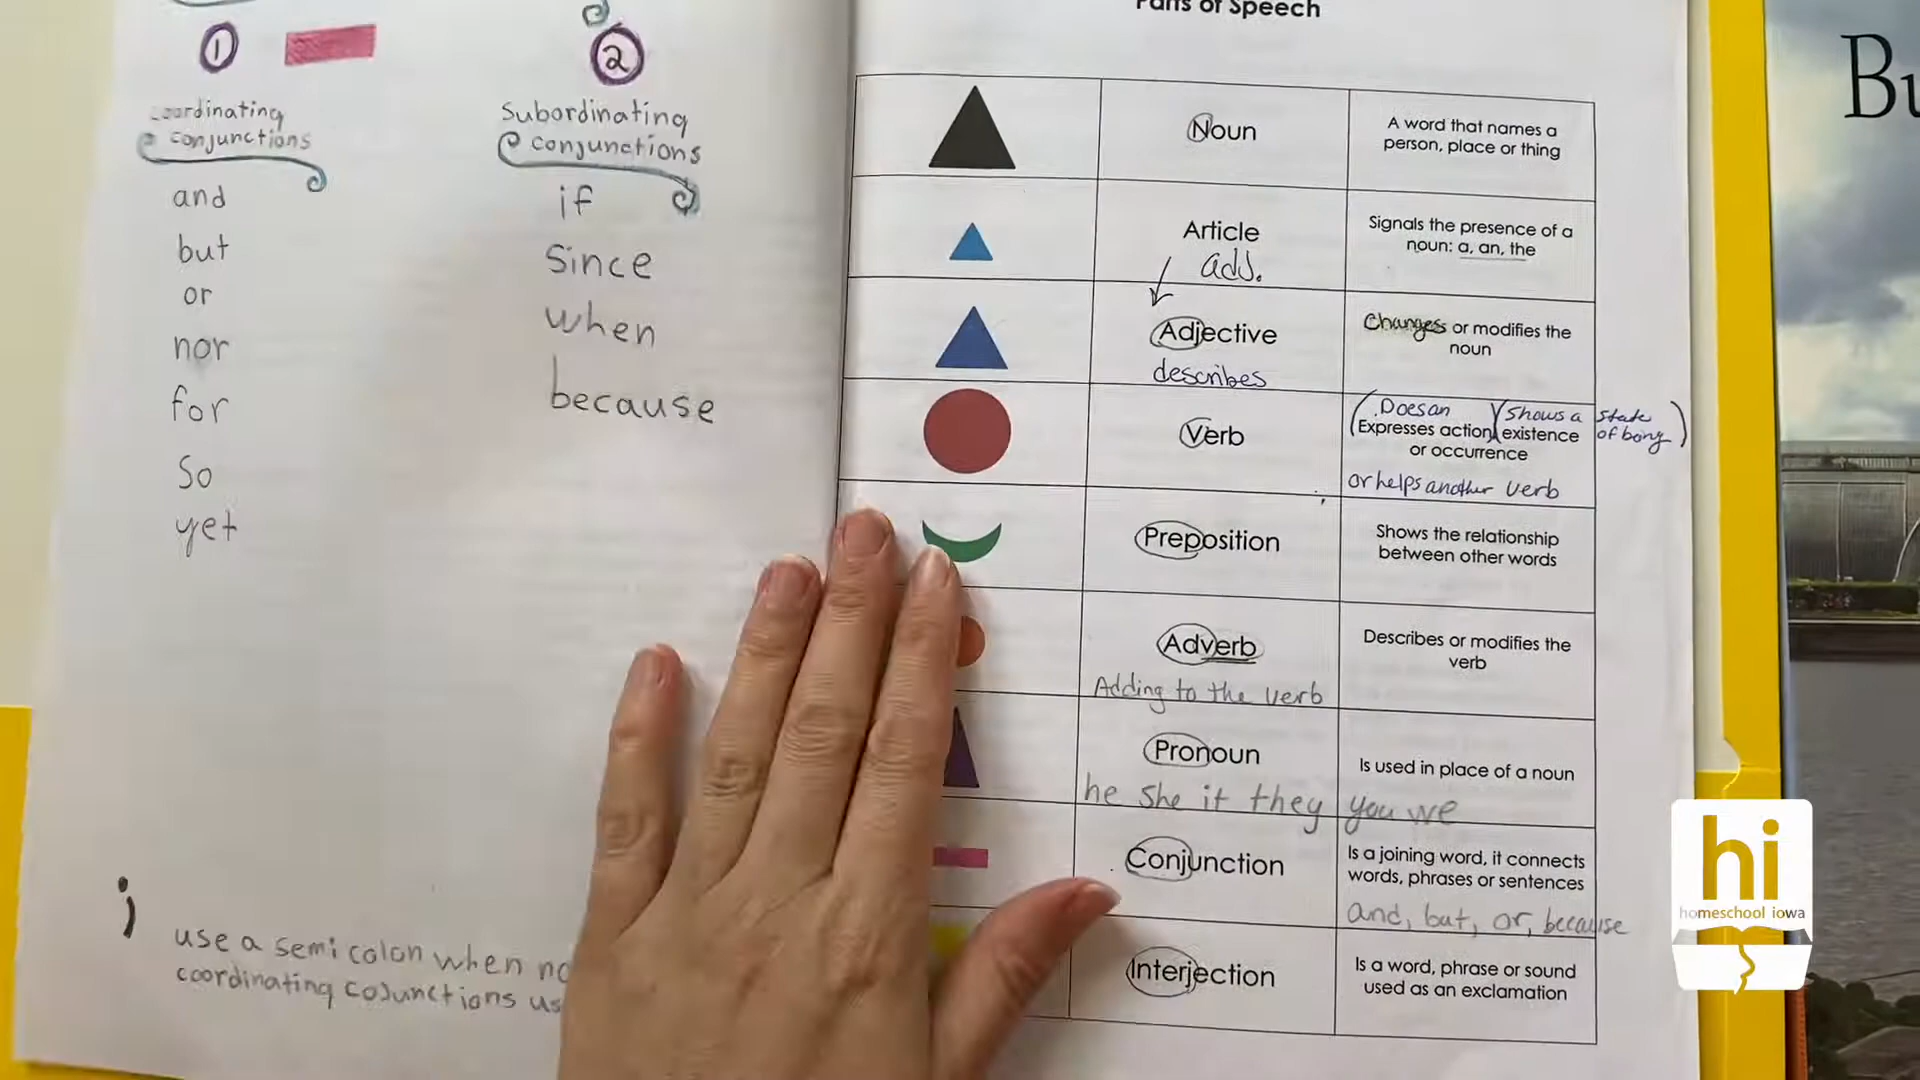 1
coordinating
conjunctions
and
but
or
nor
for
so
yet
2
Subordinating
conjunctions
if
Since
when
because
;
use a semi colon when no
coordinating cojunctions us
Parts of Speech
Noun
A word that names a
person, place or thing
Article
adj.
Signals the presence of a
noun: a, an, the
Adjective
describes
Changes or modifies the
noun
Verb
(Does an) (Shows a state
Expresses action, existence of being)
or occurrence
or helps another verb
Preposition
Shows the relationship
between other words
Adverb
Adding to the verb
Describes or modifies the
verb
Pronoun
Is used in place of a noun
he she it they you we
Conjunction
Is a joining word, it connects
words, phrases or sentences
and, but, or, because
Interjection
Is a word, phrase or sound
used as an exclamation
Bu
hi
homeschool iowa